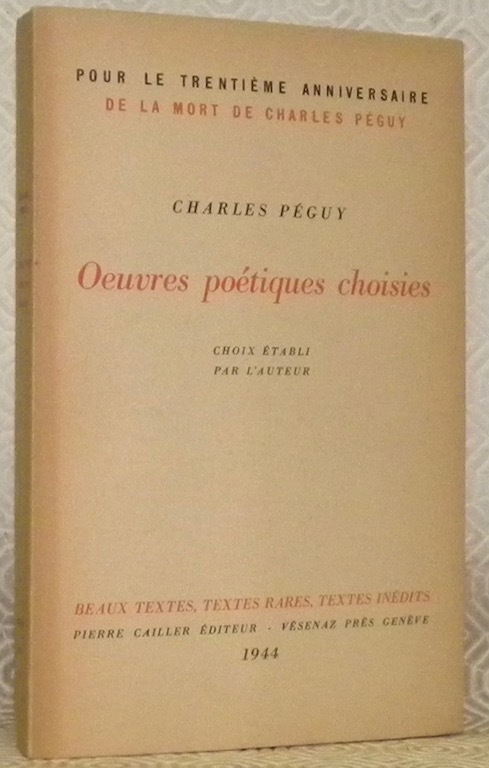 POUR LE TRENTIÈME ANNIVERSAIRE
DE LA MORT DE CHARLES PÉGUY
CHARLES PÉGUY
Oeuvres poétiques choisies
CHOIX ÉTABLI
PAR L'AUTEUR
BEAUX TEXTES, TEXTES RARES, TEXTES INÉDITS
PIERRE CAILLER ÉDITEUR - VÉSENAZ PRÈS GENÈVE
1944